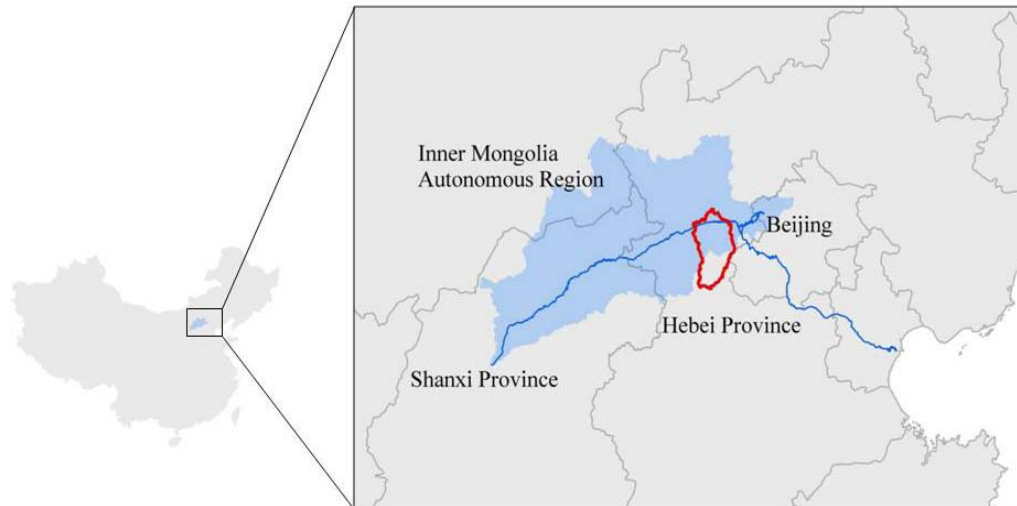 Inner Mongolia
Autonomous Region
Beijing
Hebei Province
Shanxi Province